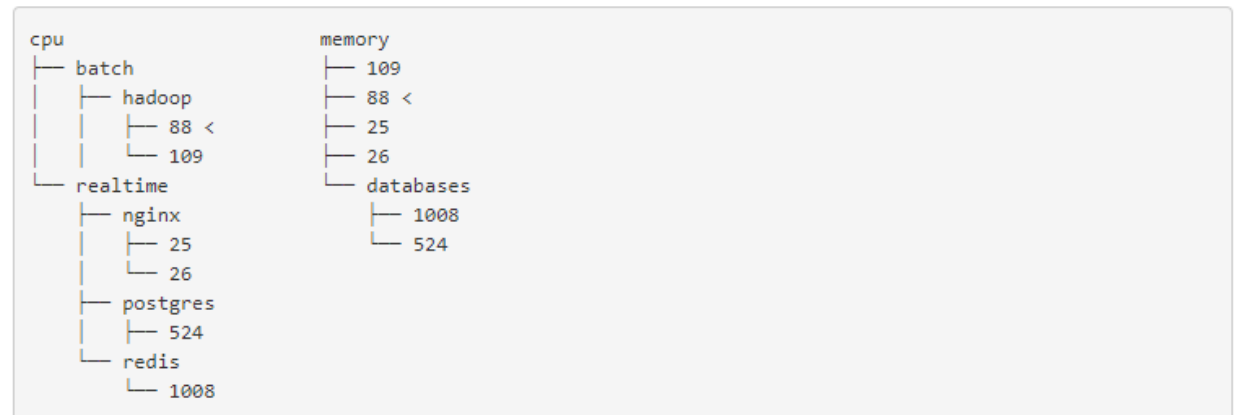 cpu                       memory
├── batch                 ├── 109
│   ├── hadoop            ├── 88 <
│   │   ├── 88 <          ├── 25
│   │   └── 109           ├── 26
└── realtime              └── databases
    ├── nginx                 ├── 1008
    │   ├── 25                └── 524
    │   └── 26
    ├── postgres
    │   ├── 524
    └── redis
        └── 1008